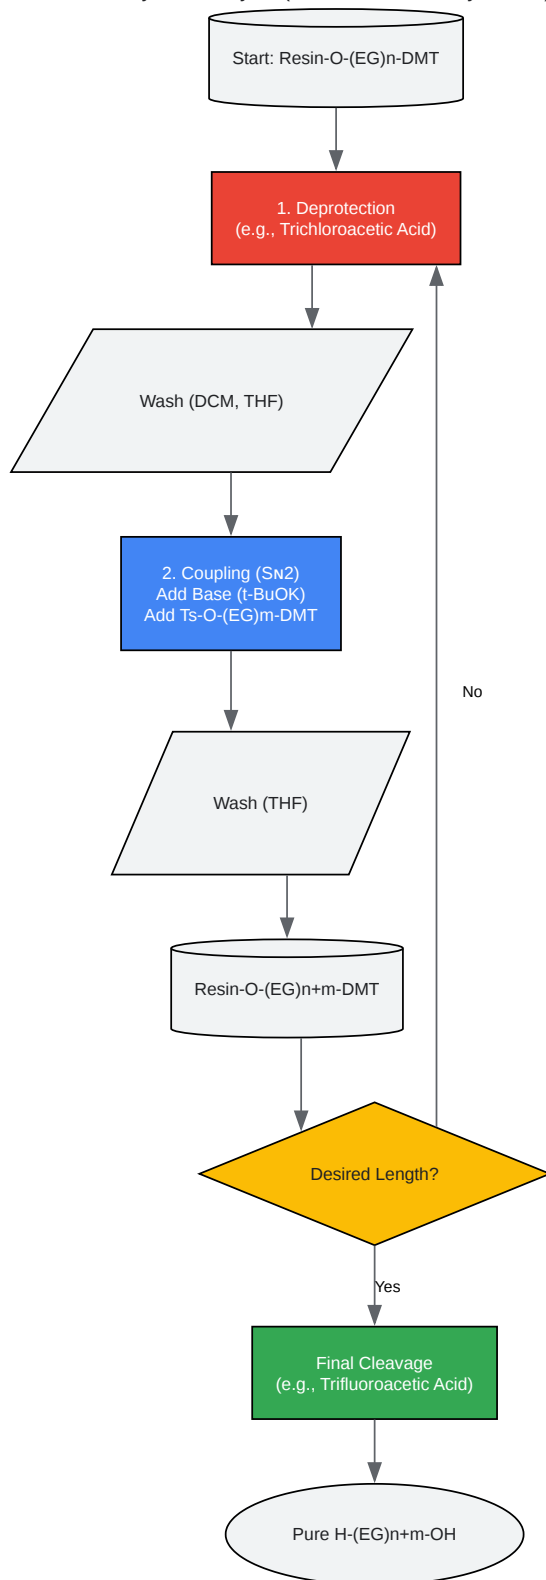 Start: Resin-O-(EG)n-DMT
1. Deprotection
(e.g., Trichloroacetic Acid)
Wash (DCM, THF)
2. Coupling (Sɴ2)
Add Base (t-BuOK)
Add Ts-O-(EG)m-DMT
No
Wash (THF)
Resin-O-(EG)n+m-DMT
Desired Length?
Yes
Final Cleavage
(e.g., Trifluoroacetic Acid)
Pure H-(EG)n+m-OH